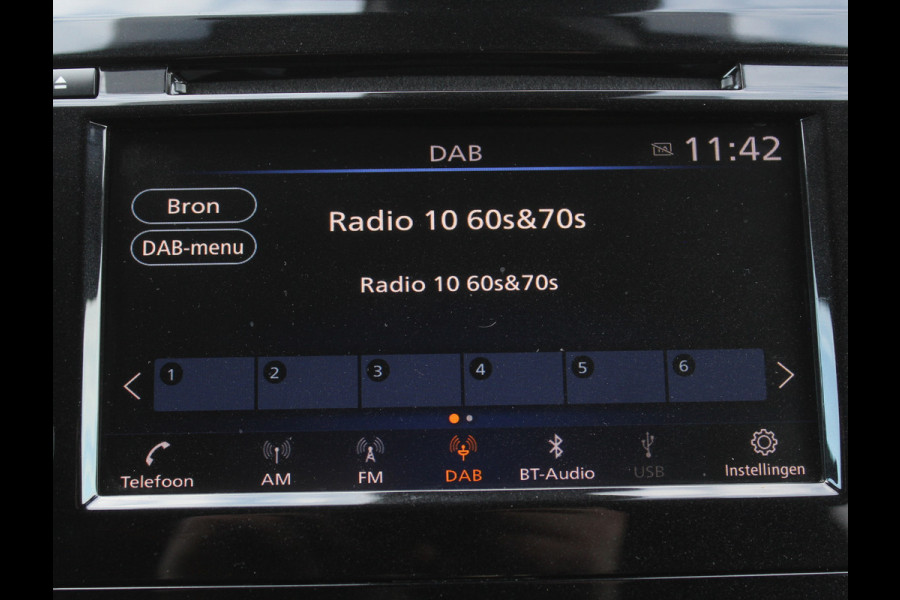 DAB
11:42
Bron
Radio 10 60s&70s
DAB-menu
Radio 10 60s&70s
1 2 3 4 5 6
Telefoon AM FM DAB BT-Audio USB Instellingen